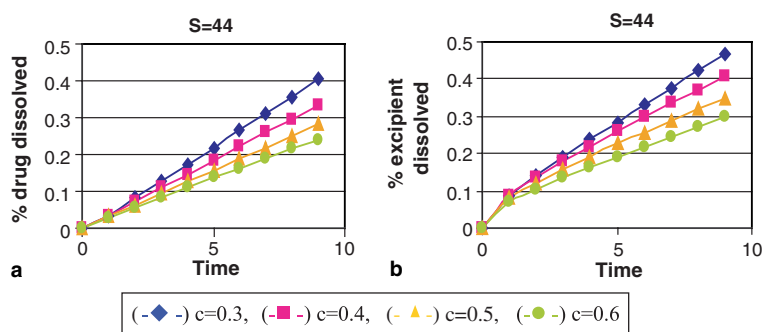 S=44
% drug dissolved
0.5
0.4
0.3
0.2
0.1
0
0 5 10
Time
a
S=44
% excipient
dissolved
0.5
0.4
0.3
0.2
0.1
0
0 5 10
Time
b
(-◆-) c=0.3, (-■-) c=0.4, (-▲-) c=0.5, (-●-) c=0.6